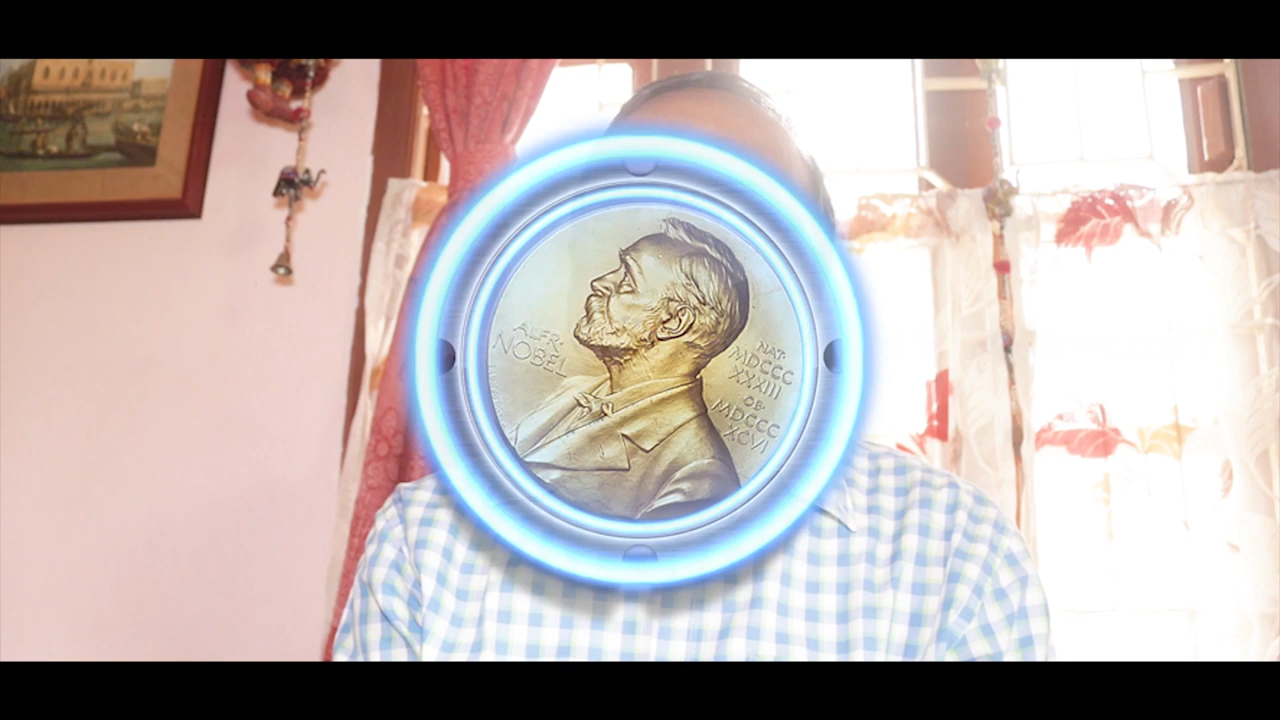 ALFR·
NOBEL
NAT·
MDCCC
XXXIII
OB·
MDCCC
XCVI